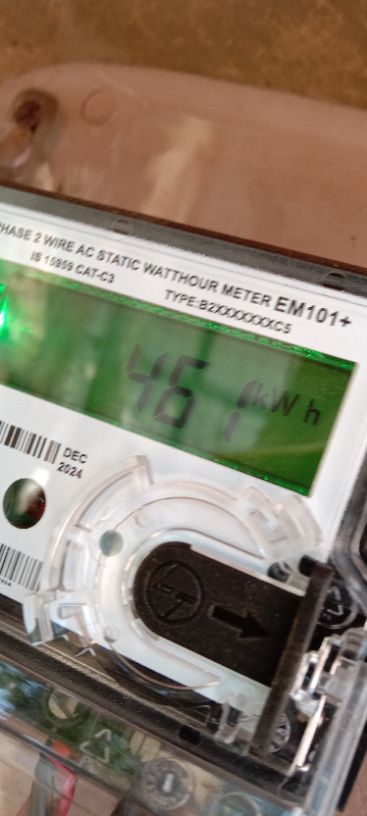 PHASE 2 WIRE AC STATIC WATTHOUR METER EM101+
IS 15959 CAT-C3 TYPE:B2XXXXXXXC5
461 kWh
DEC
2024